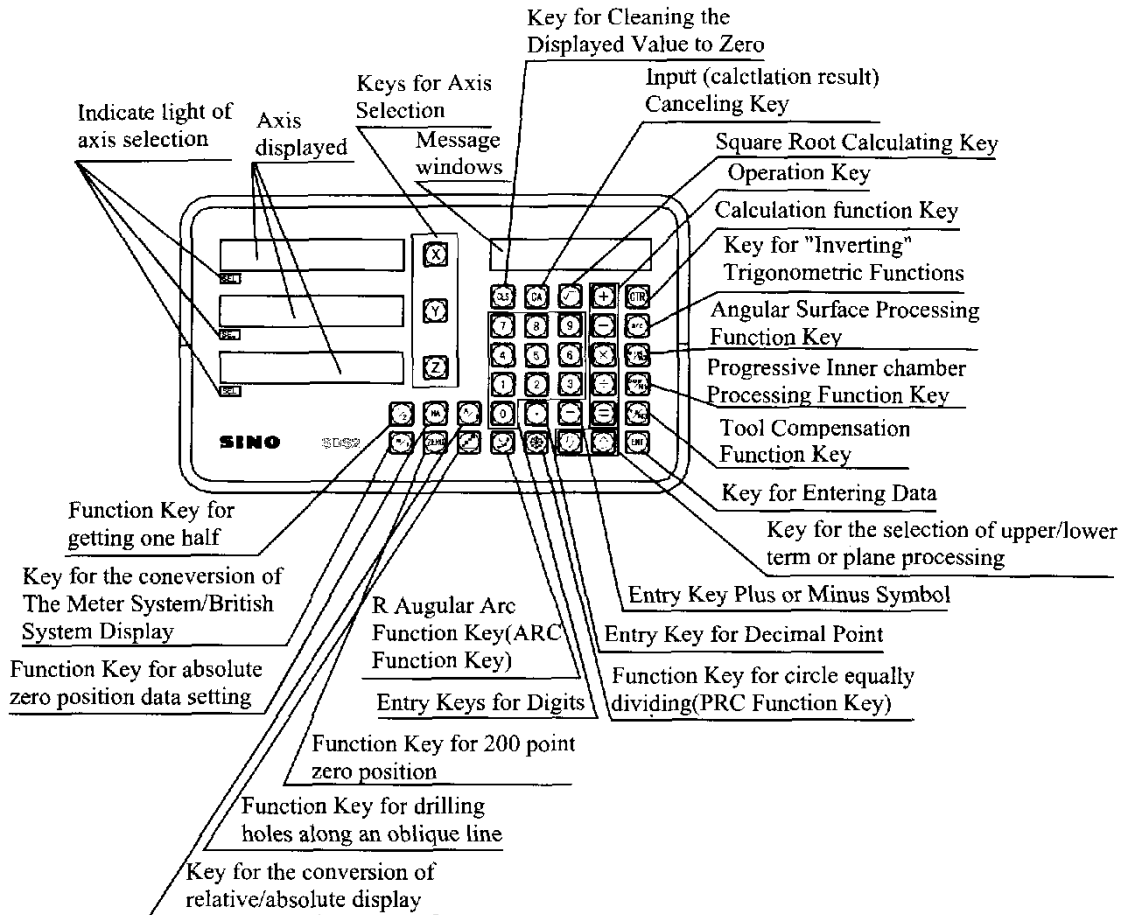 Key for Cleaning the
Displayed Value to Zero
Input (calctlation result)
Canceling Key
Keys for Axis
Selection
Indicate light of
axis selection
Axis
displayed
Message
windows
Square Root Calculating Key
Operation Key
Calculation function Key
Key for "Inverting"
Trigonometric Functions
Angular Surface Processing
Function Key
Progressive Inner chamber
Processing Function Key
Tool Compensation
Function Key
Key for Entering Data
Key for the selection of upper/lower
term or plane processing
Entry Key Plus or Minus Symbol
Entry Key for Decimal Point
Function Key for circle equally
dividing(PRC Function Key)
X
Y
Z
SEL
SEL
CLS CA √ + CTR
7 8 9 − arc
4 5 6 ×
1 2 3 ÷
0 . − =
ENT
SINO SDS2
Function Key for
getting one half
Key for the coneversion of
The Meter System/British
System Display
Function Key for absolute
zero position data setting
R Augular Arc
Function Key(ARC
Function Key)
Entry Keys for Digits
Function Key for 200 point
zero position
Function Key for drilling
holes along an oblique line
Key for the conversion of
relative/absolute display